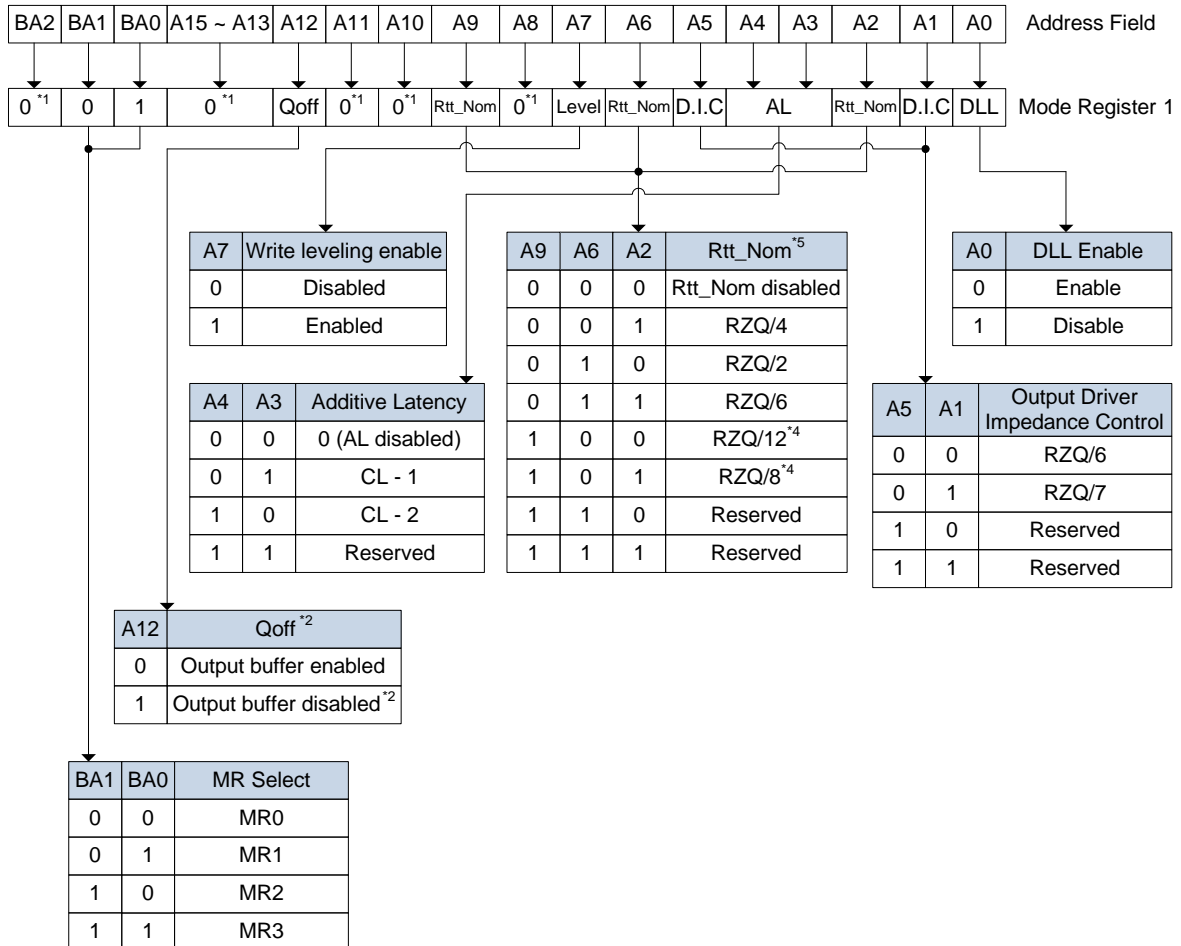 BA2 BA1 BA0 A15 ~ A13 A12 A11 A10 A9 A8 A7 A6 A5 A4 A3 A2 A1 A0 Address Field
0*1 0 1 0*1 Qoff 0*1 0*1 Rtt_Nom 0*1 Level Rtt_Nom D.I.C AL Rtt_Nom D.I.C DLL Mode Register 1
A7 Write leveling enable
0 Disabled
1 Enabled
A9 A6 A2 Rtt_Nom*5
0 0 0 Rtt_Nom disabled
0 0 1 RZQ/4
0 1 0 RZQ/2
0 1 1 RZQ/6
1 0 0 RZQ/12*4
1 0 1 RZQ/8*4
1 1 0 Reserved
1 1 1 Reserved
A0 DLL Enable
0 Enable
1 Disable
A4 A3 Additive Latency
0 0 0 (AL disabled)
0 1 CL - 1
1 0 CL - 2
1 1 Reserved
A5 A1 Output Driver
Impedance Control
0 0 RZQ/6
0 1 RZQ/7
1 0 Reserved
1 1 Reserved
A12 Qoff*2
0 Output buffer enabled
1 Output buffer disabled*2
BA1 BA0 MR Select
0 0 MR0
0 1 MR1
1 0 MR2
1 1 MR3